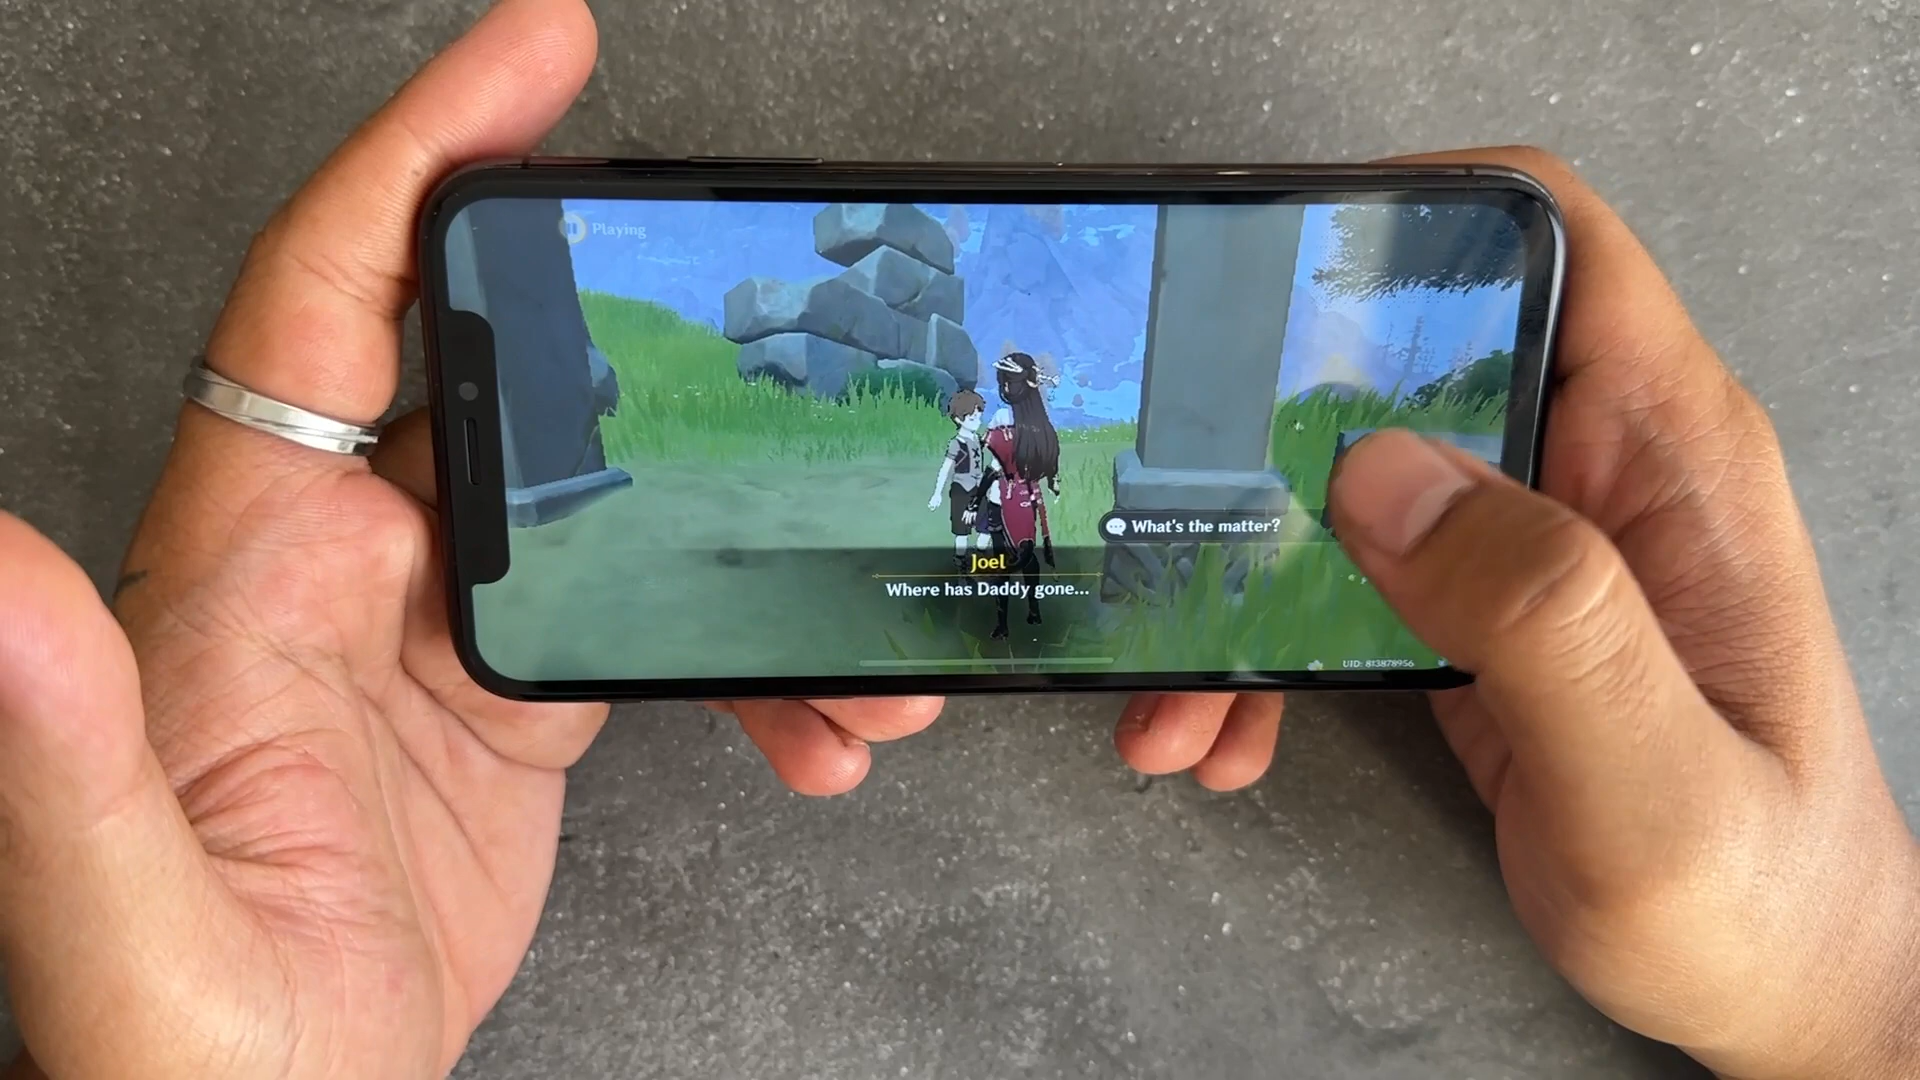 Playing
What's the matter?
Joel
Where has Daddy gone...
UID: 813878956